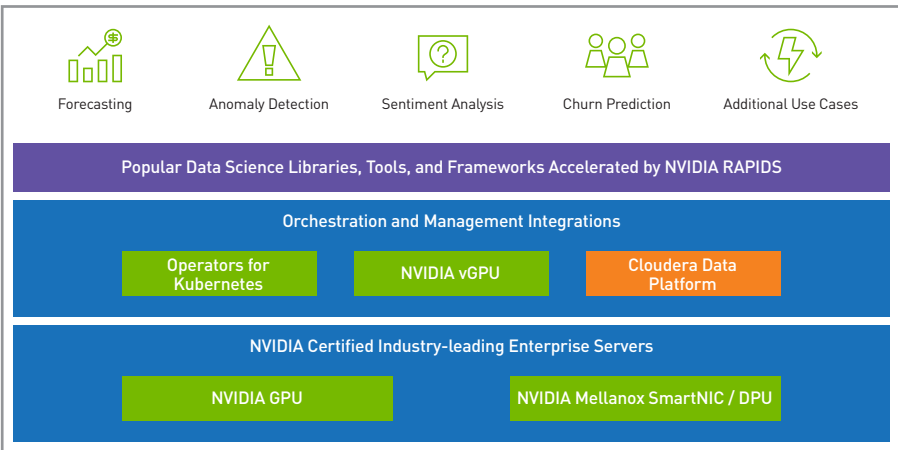 Forecasting
Anomaly Detection
Sentiment Analysis
Churn Prediction
Additional Use Cases
Popular Data Science Libraries, Tools, and Frameworks Accelerated by NVIDIA RAPIDS
Orchestration and Management Integrations
Operators for
Kubernetes
NVIDIA vGPU
Cloudera Data
Platform
NVIDIA Certified Industry-leading Enterprise Servers
NVIDIA GPU
NVIDIA Mellanox SmartNIC / DPU